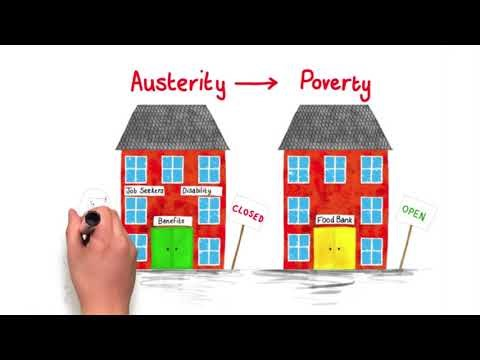 Austerity → Poverty
Job Seekers
Disability
Benefits
CLOSED
Food Bank
OPEN